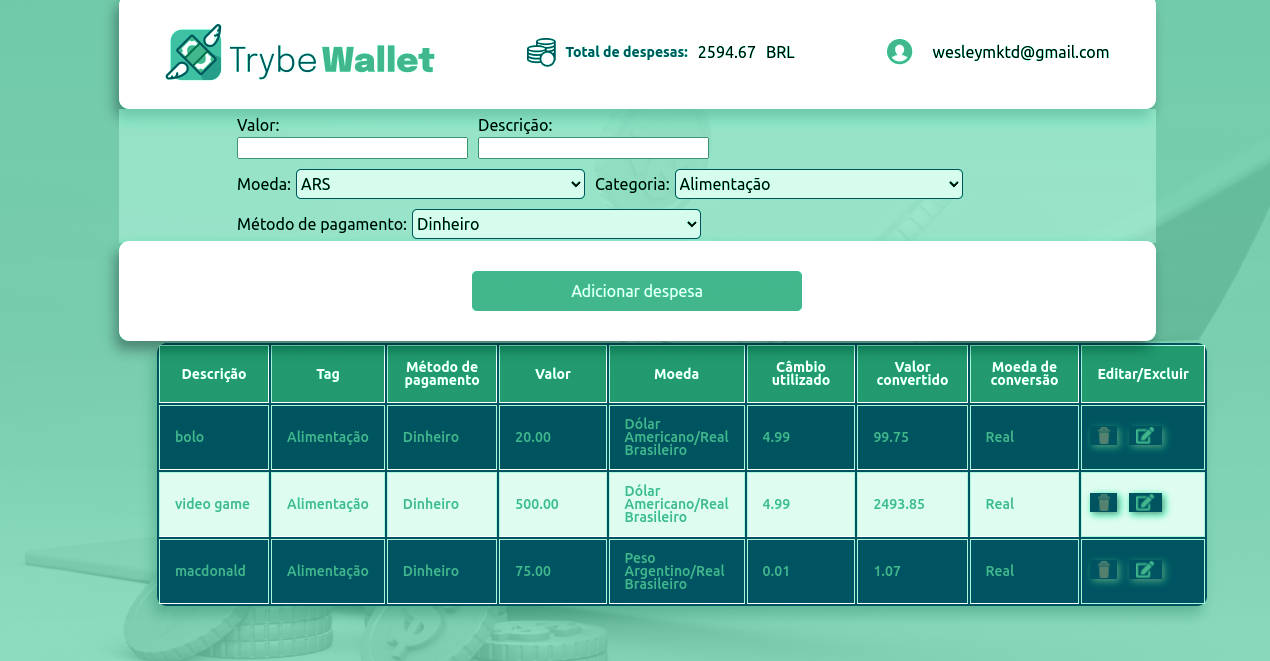 Trybe Wallet
Total de despesas: 2594.67 BRL
wesleymktd@gmail.com
Valor:
Descrição:
Moeda: ARS
Categoria: Alimentação
Método de pagamento: Dinheiro
Adicionar despesa
Descrição Tag Método de pagamento Valor Moeda Câmbio utilizado Valor convertido Moeda de conversão Editar/Excluir
bolo Alimentação Dinheiro 20.00 Dólar Americano/Real Brasileiro 4.99 99.75 Real
video game Alimentação Dinheiro 500.00 Dólar Americano/Real Brasileiro 4.99 2493.85 Real
macdonald Alimentação Dinheiro 75.00 Peso Argentino/Real Brasileiro 0.01 1.07 Real